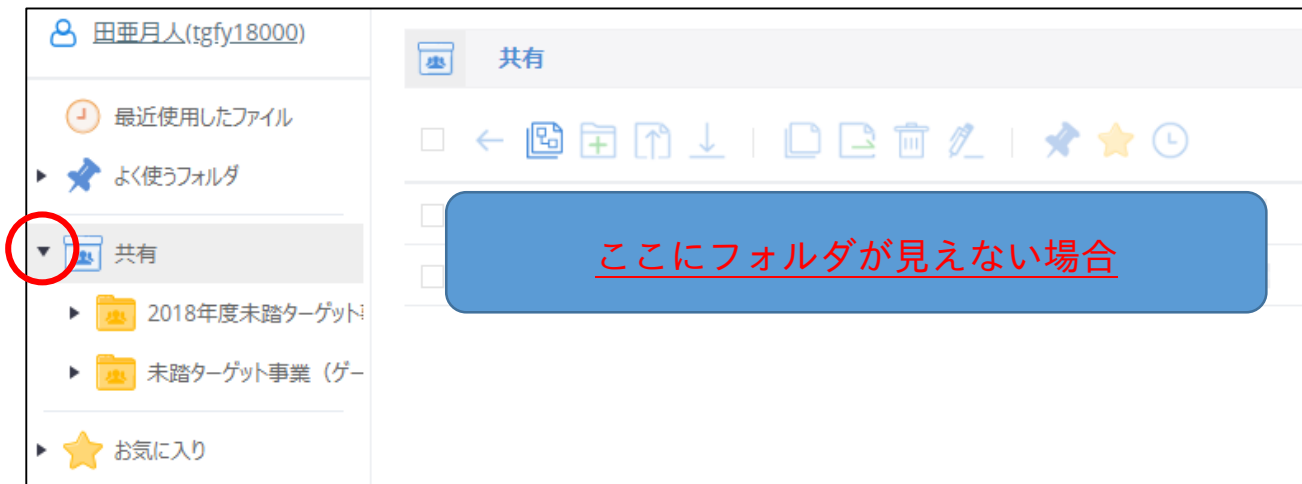 田亜月人(tgfy18000)
共有
最近使用したファイル
よく使うフォルダ
共有
ここにフォルダが見えない場合
2018年度未踏ターゲット
未踏ターゲット事業（ゲー
お気に入り